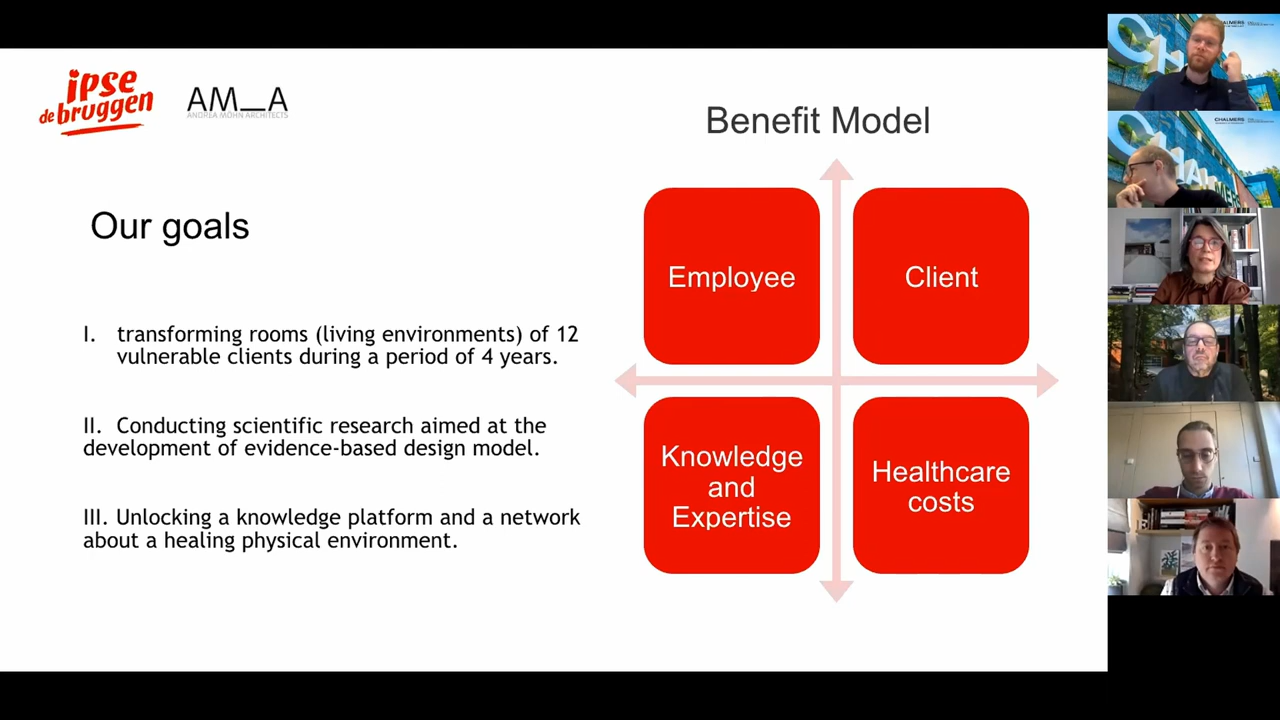 ipse
de bruggen
AM_A
ANDREA MOHN ARCHITECTS
Benefit Model
Our goals
I. transforming rooms (living environments) of 12
vulnerable clients during a period of 4 years.
II. Conducting scientific research aimed at the
development of evidence-based design model.
III. Unlocking a knowledge platform and a network
about a healing physical environment.
Employee
Client
Knowledge
and
Expertise
Healthcare
costs
CHALMERS